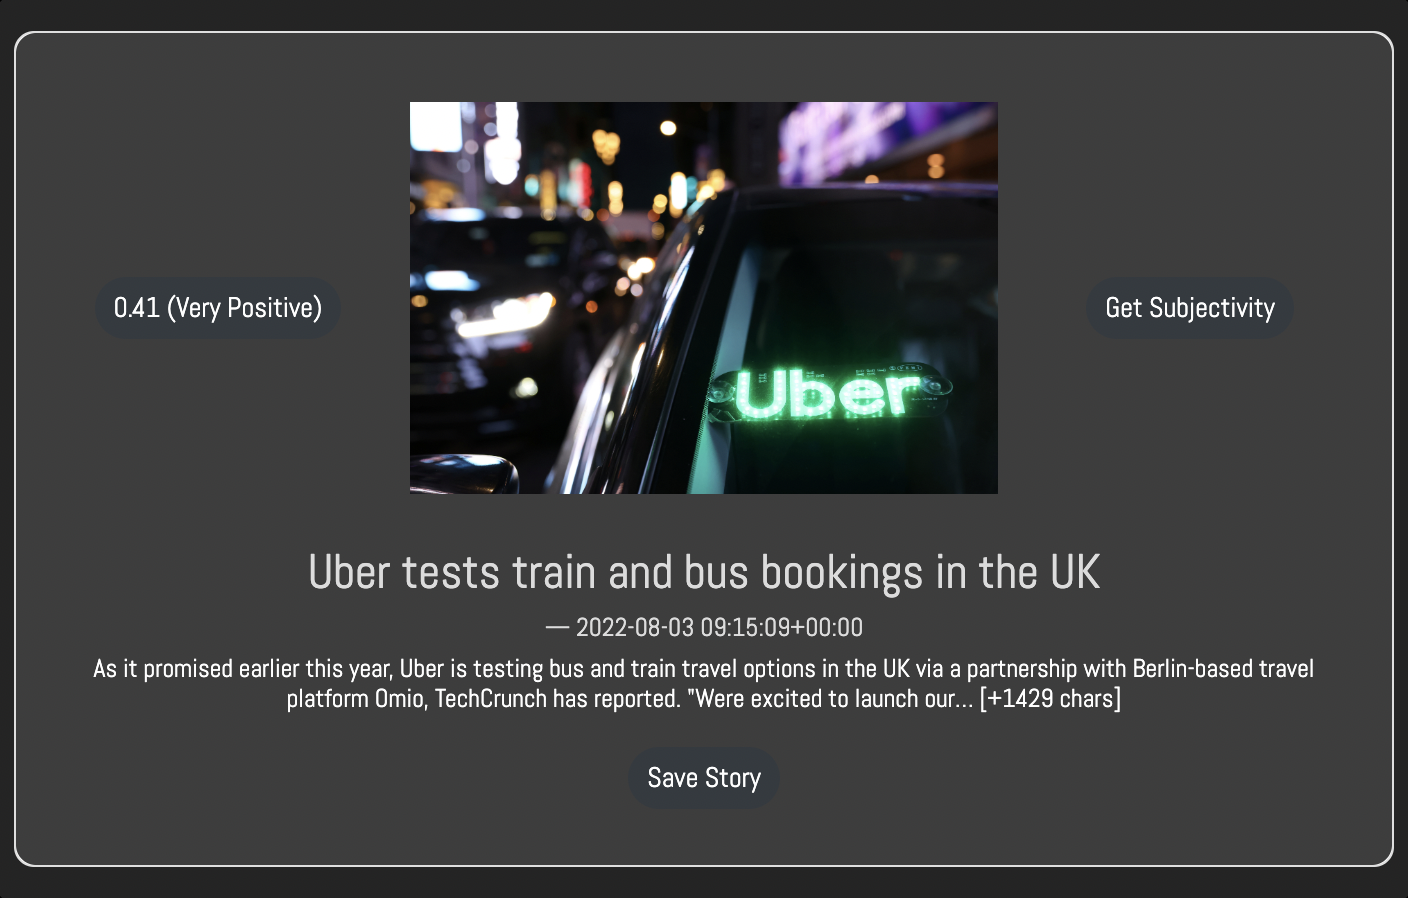 0.41 (Very Positive)
Uber
Get Subjectivity
Uber tests train and bus bookings in the UK
— 2022-08-03 09:15:09+00:00
As it promised earlier this year, Uber is testing bus and train travel options in the UK via a partnership with Berlin-based travel
platform Omio, TechCrunch has reported. "Were excited to launch our… [+1429 chars]
Save Story